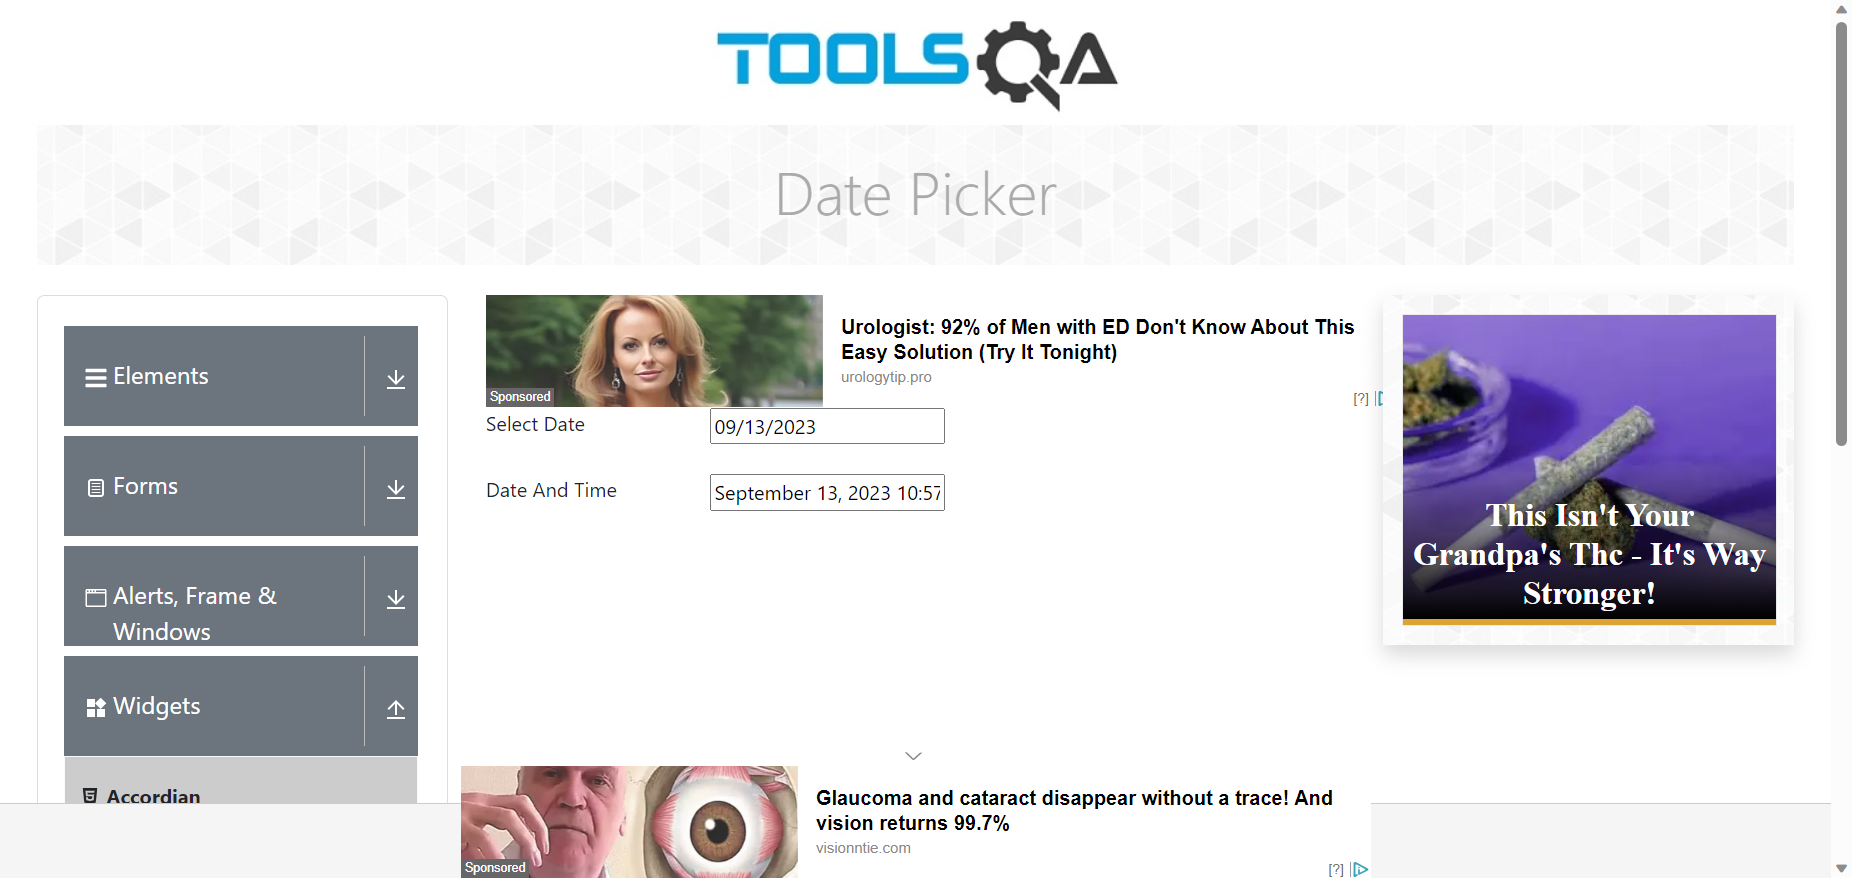 TOOLSQA
Date Picker
Elements
Forms
Alerts, Frame &
Windows
Widgets
Accordian
Sponsored
Urologist: 92% of Men with ED Don't Know About This
Easy Solution (Try It Tonight)
urologytip.pro
[?]
Select Date
09/13/2023
Date And Time
September 13, 2023 10:57
This Isn't Your
Grandpa's Thc - It's Way
Stronger!
Sponsored
Glaucoma and cataract disappear without a trace! And
vision returns 99.7%
visionntie.com
[?]